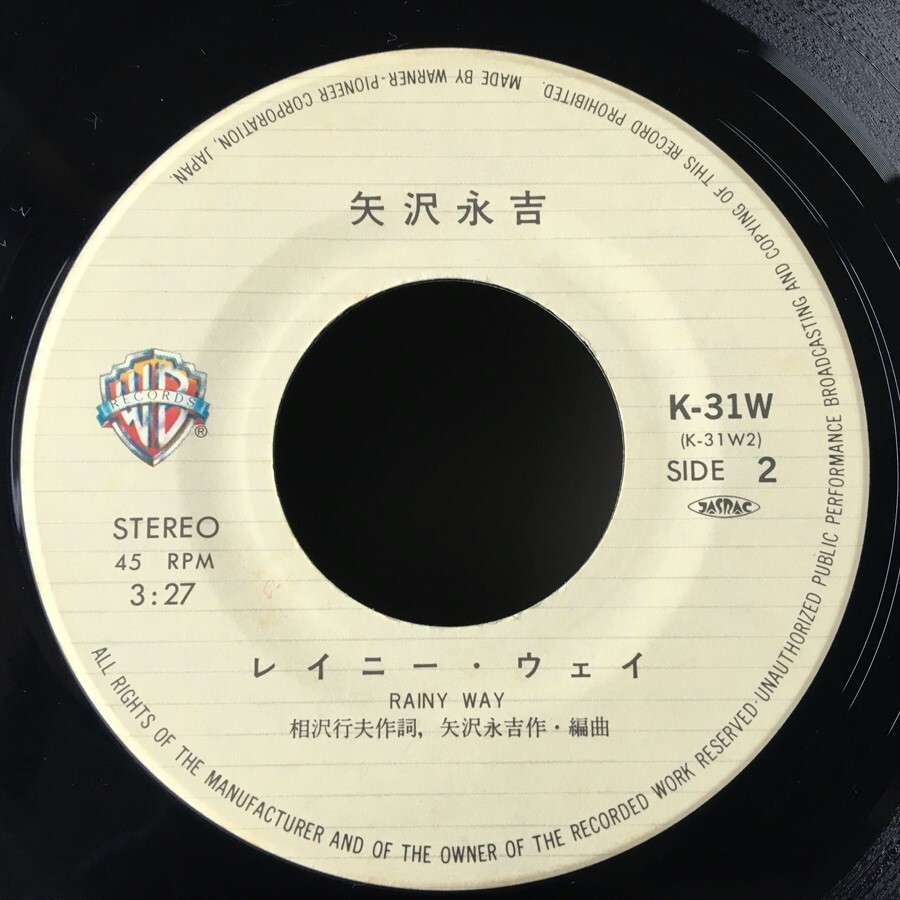 矢沢永吉
WB
RECORDS
®
K-31W
(K-31W2)
SIDE 2
JASRAC
STEREO
45 RPM
3:27
レイニー・ウェイ
RAINY WAY
相沢行夫作詞, 矢沢永吉作・編曲
ALL RIGHTS OF THE MANUFACTURER AND OF THE OWNER OF THE RECORDED WORK RESERVED·UNAUTHORIZED PUBLIC PERFORMANCE BROADCASTING AND COPYING OF THIS RECORD PROHIBITED. MADE BY WARNER-PIONEER CORPORATION, JAPAN.